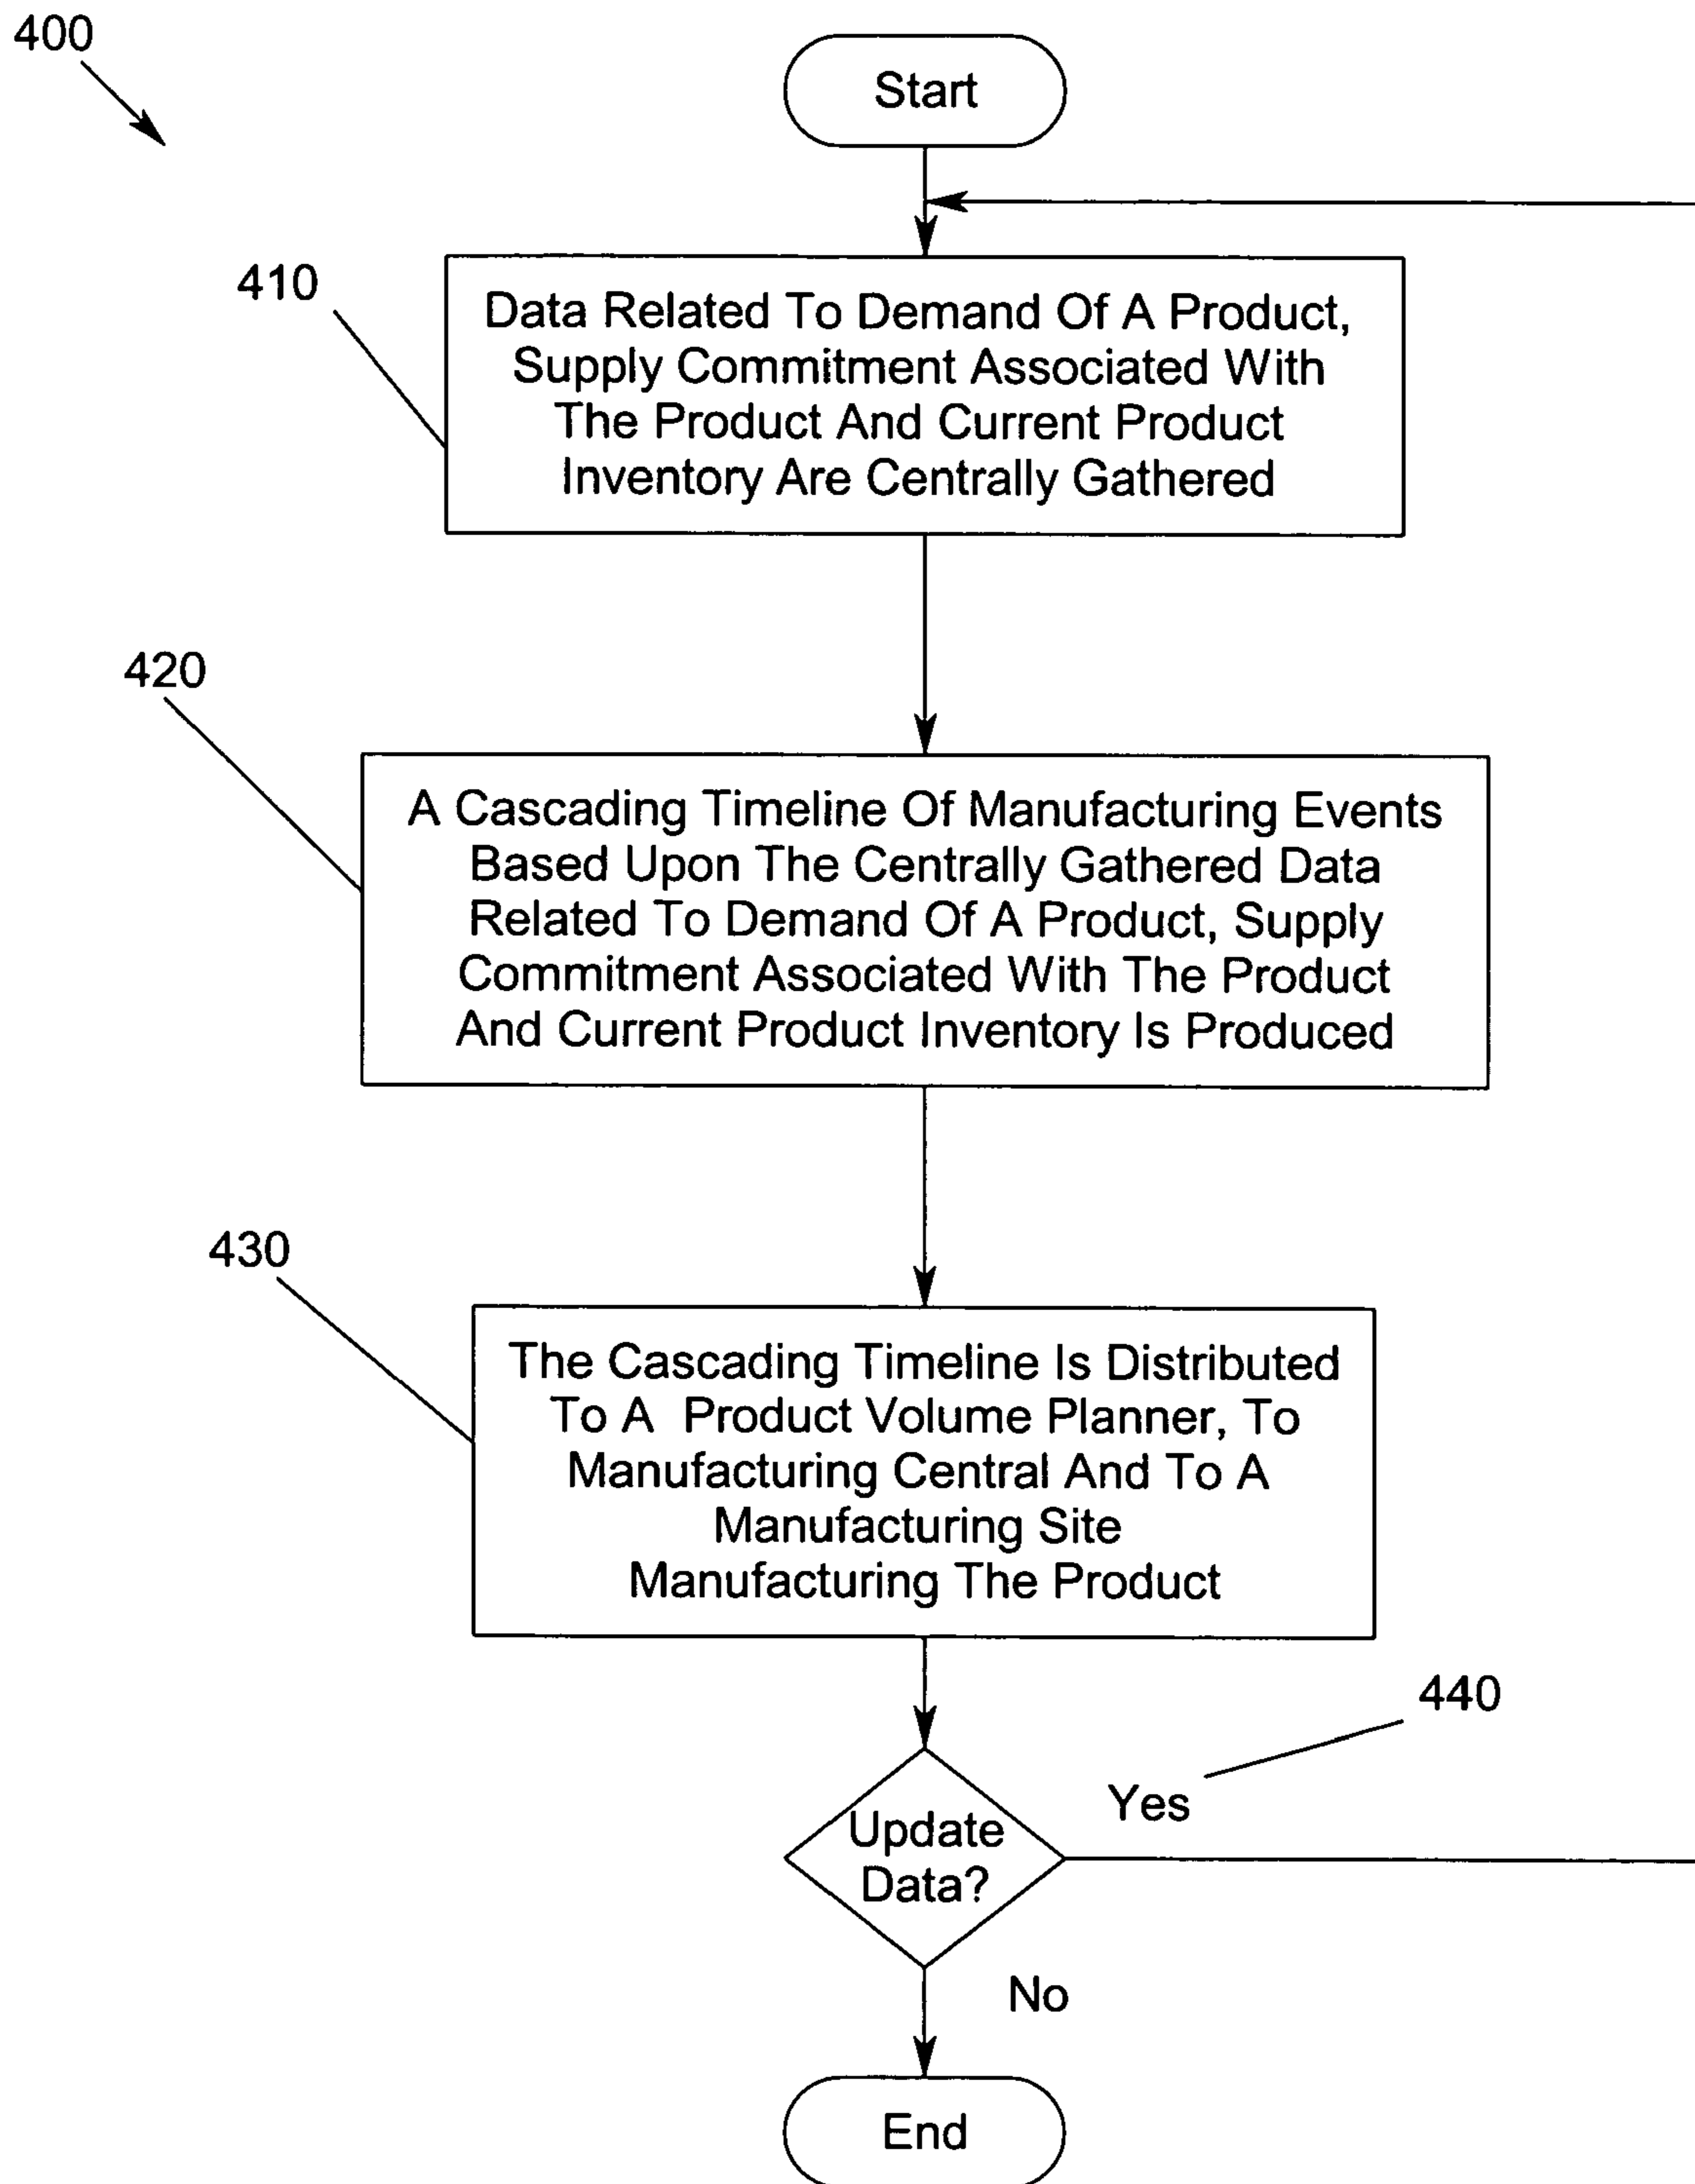 400
Start
410
Data Related To Demand Of A Product,
Supply Commitment Associated With
The Product And Current Product
Inventory Are Centrally Gathered
420
A Cascading Timeline Of Manufacturing Events
Based Upon The Centrally Gathered Data
Related To Demand Of A Product, Supply
Commitment Associated With The Product
And Current Product Inventory Is Produced
430
The Cascading Timeline Is Distributed
To A Product Volume Planner, To
Manufacturing Central And To A
Manufacturing Site
Manufacturing The Product
440
Yes
Update
Data?
No
End